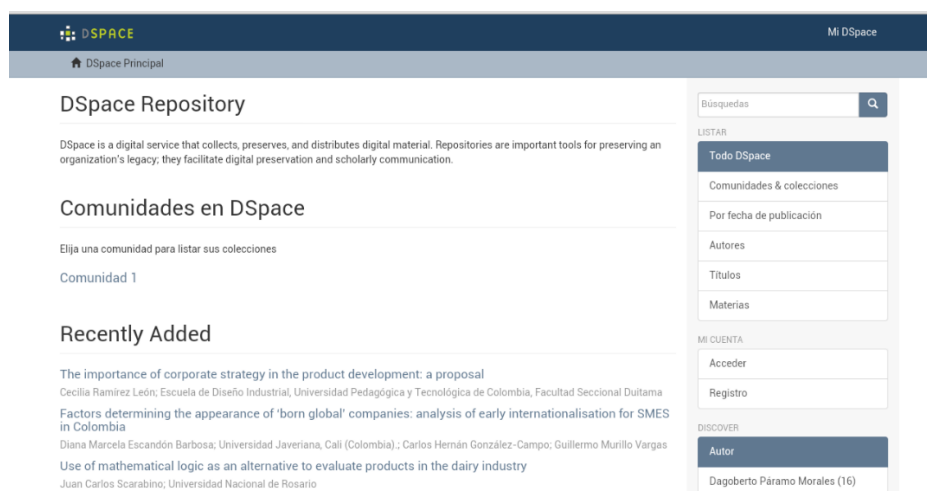 DSPACE
Mi DSpace
DSpace Principal
DSpace Repository
DSpace is a digital service that collects, preserves, and distributes digital material. Repositories are important tools for preserving an
organization's legacy; they facilitate digital preservation and scholarly communication.
Comunidades en DSpace
Elija una comunidad para listar sus colecciones
Comunidad 1
Recently Added
The importance of corporate strategy in the product development: a proposal
Cecilia Ramírez León; Escuela de Diseño Industrial, Universidad Pedagógica y Tecnológica de Colombia, Facultad Seccional Duitama
Factors determining the appearance of ‘born global’ companies: analysis of early internationalisation for SMES
in Colombia
Diana Marcela Escandón Barbosa; Universidad Javeriana, Cali (Colombia).; Carlos Hernán González-Campo; Guillermo Murillo Vargas
Use of mathematical logic as an alternative to evaluate products in the dairy industry
Juan Carlos Scarabino; Universidad Nacional de Rosario
Búsquedas
LISTAR
Todo DSpace
Comunidades & colecciones
Por fecha de publicación
Autores
Títulos
Materias
MI CUENTA
Acceder
Registro
DISCOVER
Autor
Dagoberto Páramo Morales (16)